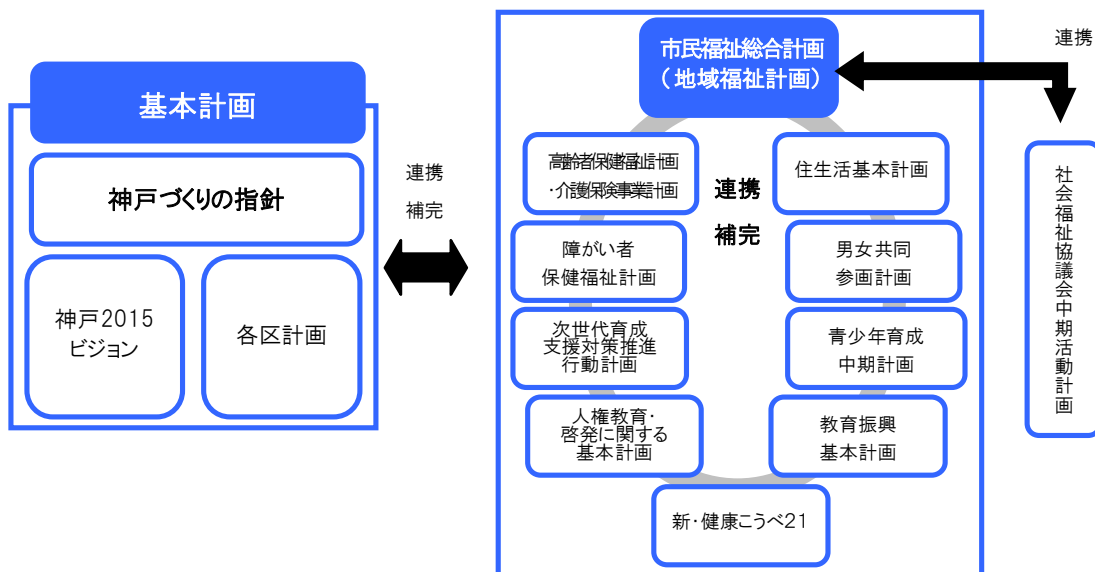 基本計画
神戸づくりの指針
神戸2015
ビジョン
各区計画
連携
補完
市民福祉総合計画
(地域福祉計画)
高齢者保健福祉計画
・介護保険事業計画
障がい者
保健福祉計画
次世代育成
支援対策推進
行動計画
人権教育・
啓発に関する
基本計画
連携
補完
住生活基本計画
男女共同
参画計画
青少年育成
中期計画
教育振興
基本計画
新・健康こうべ21
連携
社会福祉協議会中期活動計画